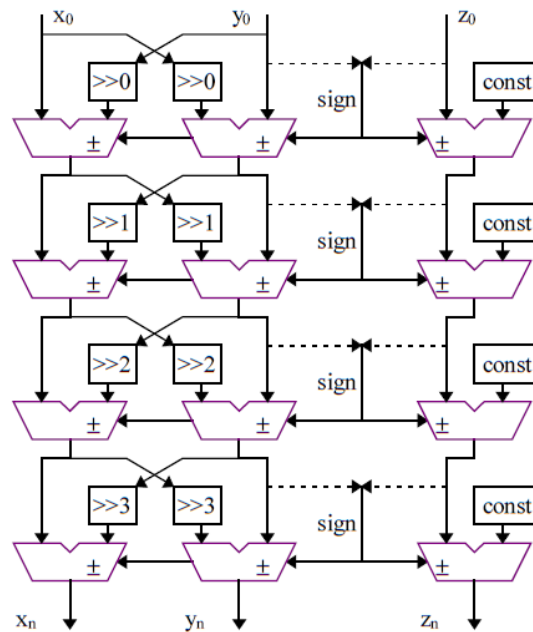 x0 y0 z0
>>0 >>0 sign const
± ± ±
>>1 >>1 sign const
± ± ±
>>2 >>2 sign const
± ± ±
>>3 >>3 sign const
± ± ±
xn yn zn